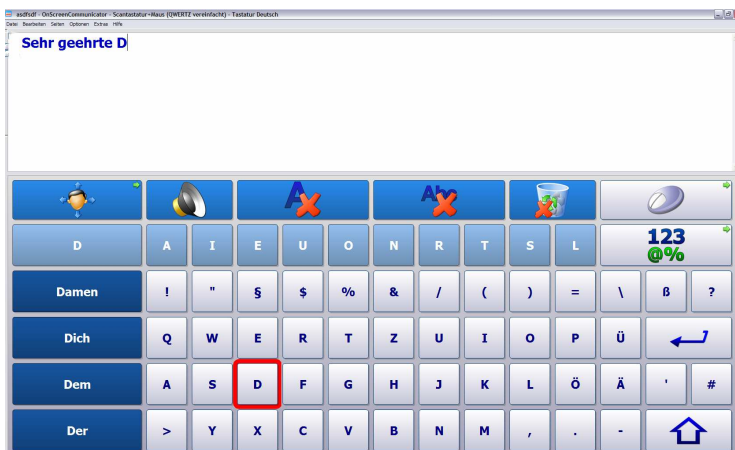 asdfsdf - OnScreenCommunicator - Scantastatur+Maus (QWERTZ vereinfacht) - Tastatur Deutsch
Datei Bearbeiten Seiten Optionen Extras Hilfe
Sehr geehrte D
A Abc
D A I E U O N R T S L 123
@%
Damen ! " § $ % & / ( ) = \ ß ?
Dich Q W E R T Z U I O P Ü
Dem A S D F G H J K L Ö Ä ' #
Der > Y X C V B N M , . -